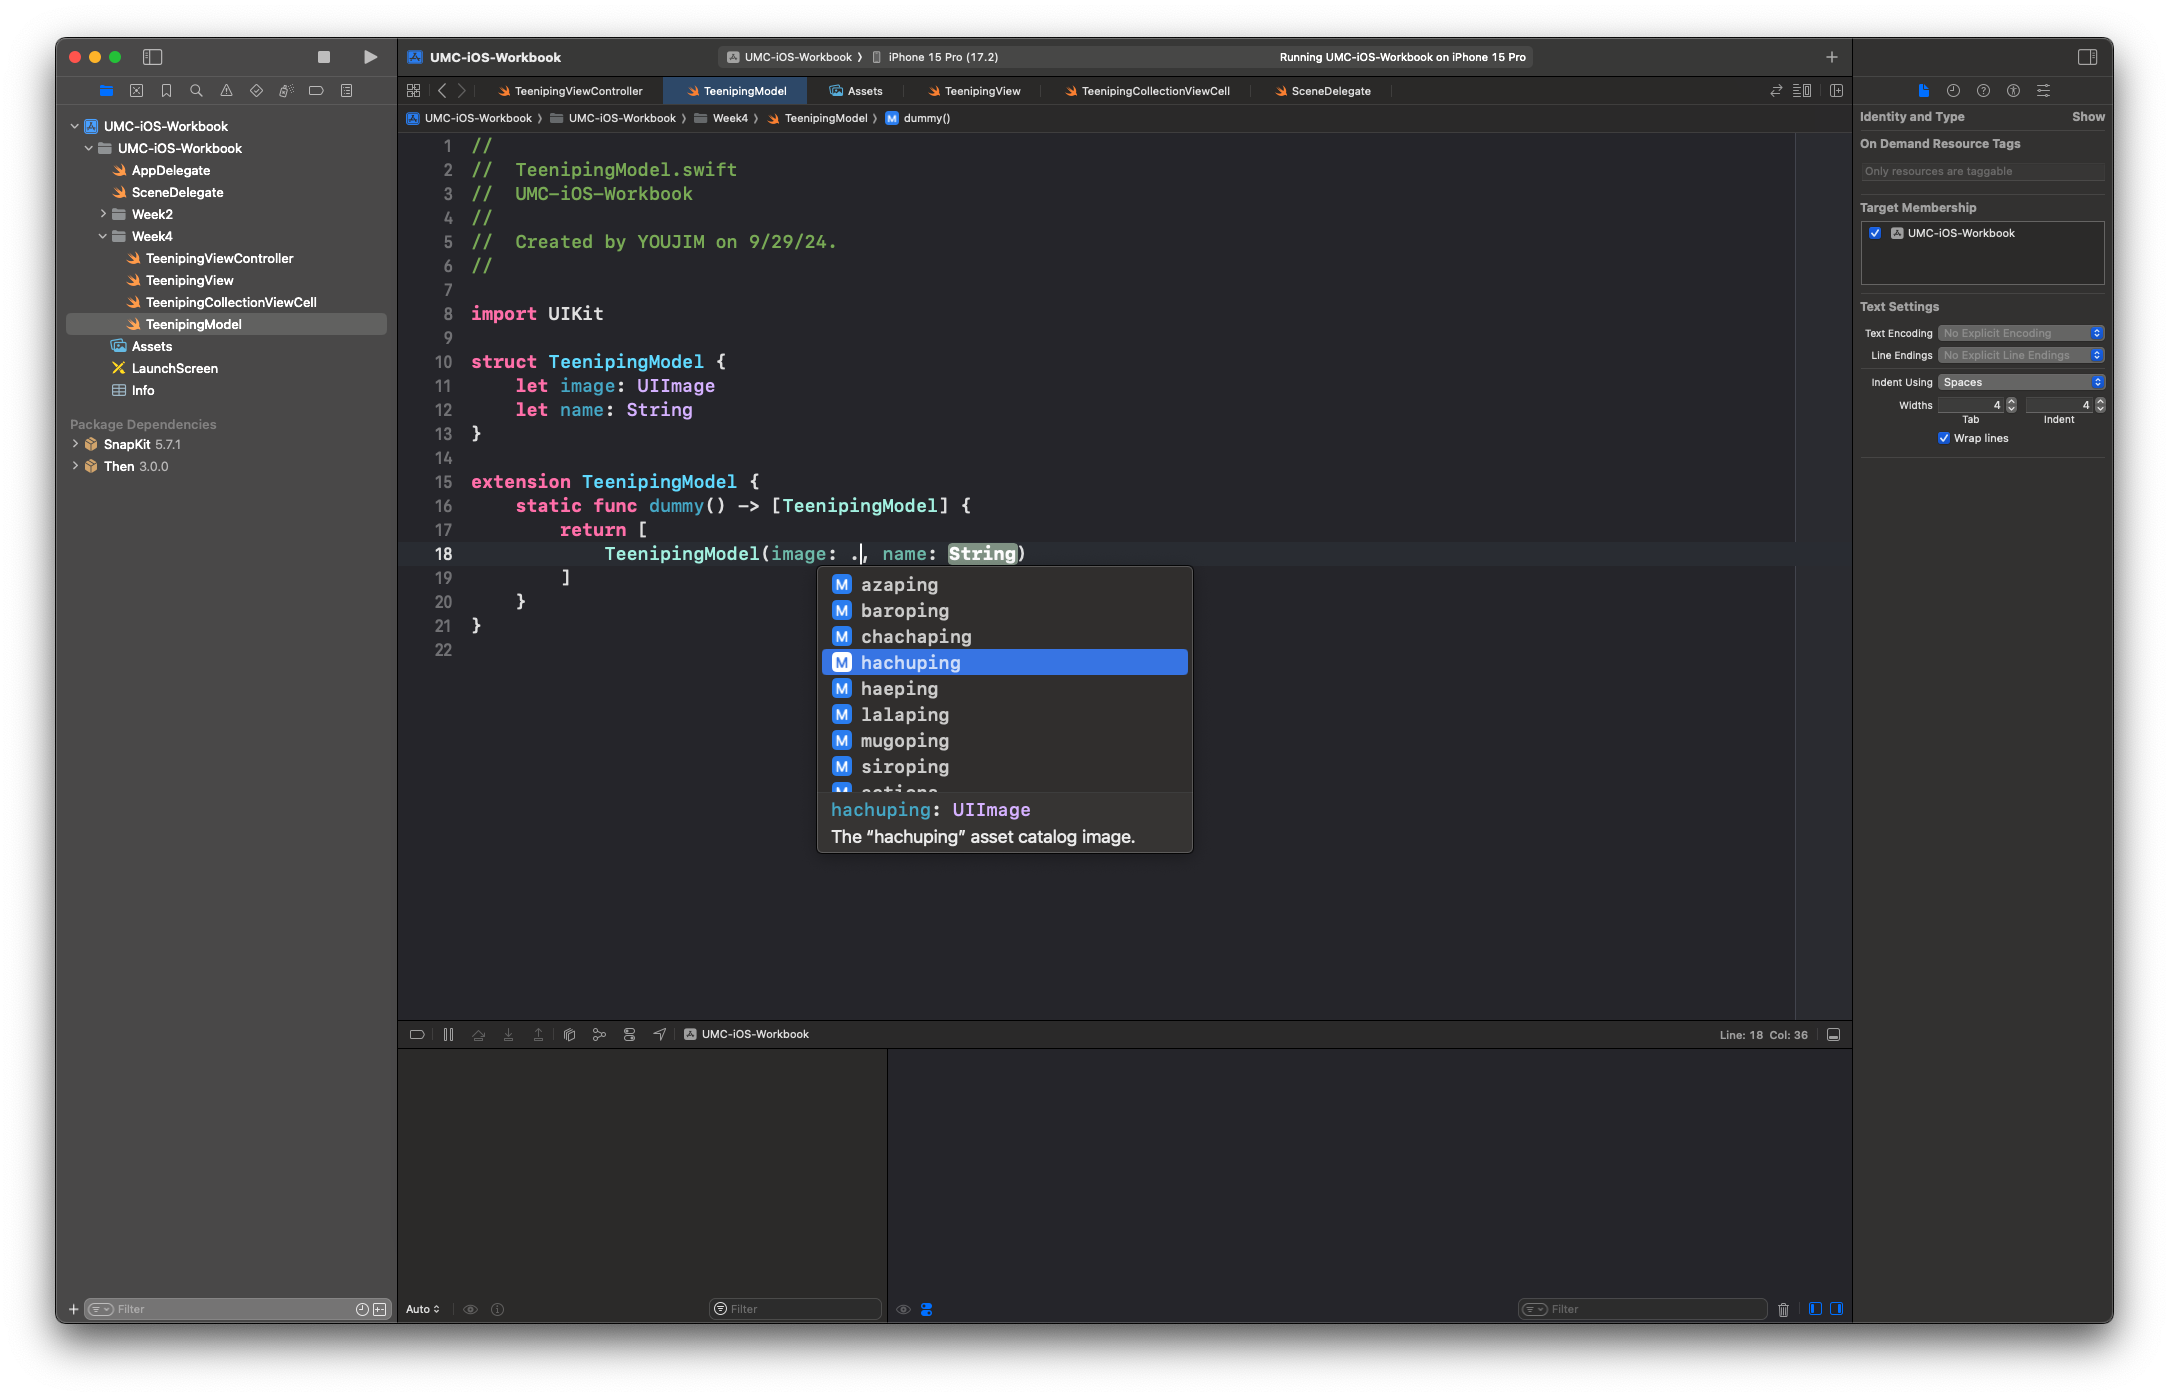 UMC-iOS-Workbook
UMC-iOS-Workbook 〉 iPhone 15 Pro (17.2)
Running UMC-iOS-Workbook on iPhone 15 Pro
TeenipingViewController
TeenipingModel
Assets
TeenipingView
TeenipingCollectionViewCell
SceneDelegate
UMC-iOS-Workbook 〉 UMC-iOS-Workbook 〉 Week4 〉 TeenipingModel 〉 M dummy()
UMC-iOS-Workbook
UMC-iOS-Workbook
AppDelegate
SceneDelegate
Week2
Week4
TeenipingViewController
TeenipingView
TeenipingCollectionViewCell
TeenipingModel
Assets
LaunchScreen
Info
Package Dependencies
SnapKit 5.7.1
Then 3.0.0
Filter
1 //
2 //  TeenipingModel.swift
3 //  UMC-iOS-Workbook
4 //
5 //  Created by YOUJIM on 9/29/24.
6 //
7
8 import UIKit
9
10 struct TeenipingModel {
11     let image: UIImage
12     let name: String
13 }
14
15 extension TeenipingModel {
16     static func dummy() -> [TeenipingModel] {
17         return [
18             TeenipingModel(image: ., name: String)
19         ]
20     }
21 }
22
M azaping
M baroping
M chachaping
M hachuping
M haeping
M lalaping
M mugoping
M siroping
hachuping: UIImage
The “hachuping” asset catalog image.
UMC-iOS-Workbook
Line: 18 Col: 36
Auto
Filter
Filter
Identity and Type
Show
On Demand Resource Tags
Only resources are taggable
Target Membership
UMC-iOS-Workbook
Text Settings
Text Encoding No Explicit Encoding
Line Endings No Explicit Line Endings
Indent Using Spaces
Widths 4 4
Tab Indent
Wrap lines